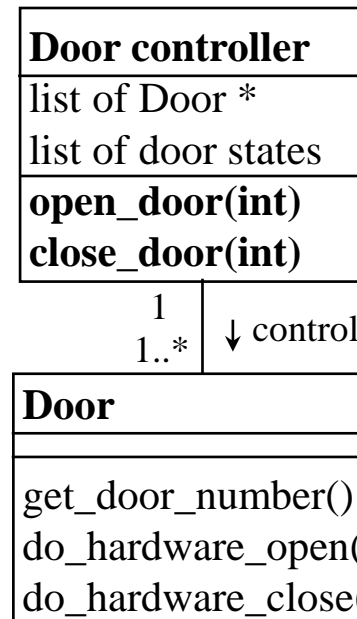 Door controller
list of Door *
list of door states
open_door(int)
close_door(int)
1
1..*
↓ control
Door
get_door_number()
do_hardware_open(
do_hardware_close(